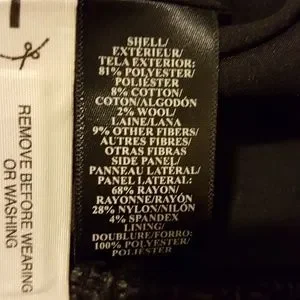 SHELL/
EXTÉRIEUR/
TELA EXTERIOR:
81% POLYESTER/
POLIÉSTER
8% COTTON/
COTON/ALGODÓN
2% WOOL/
LAINE/LANA
9% OTHER FIBERS/
AUTRES FIBRES/
OTRAS FIBRAS
SIDE PANEL/
PANNEAU LATÉRAL/
PANEL LATERAL:
68% RAYON/
RAYONNE/RAYÓN
28% NYLON/NILÓN
4% SPANDEX
LINING/
DOUBLURE/FORRO:
100% POLYESTER/
POLIÉSTER
REMOVE BEFORE WEARING
OR WASHING